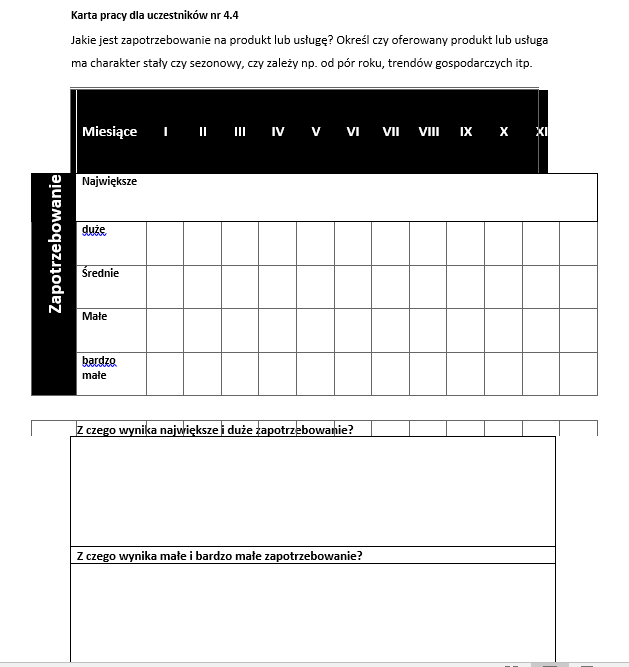 Karta pracy dla uczestników nr 4.4
Jakie jest zapotrzebowanie na produkt lub usługę? Określ czy oferowany produkt lub usługa
ma charakter stały czy sezonowy, czy zależy np. od pór roku, trendów gospodarczych itp.
Miesiące I II III IV V VI VII VIII IX X XI
Zapotrzebowanie
Największe
duże
Średnie
Małe
bardzo
małe
Z czego wynika największe i duże zapotrzebowanie?
Z czego wynika małe i bardzo małe zapotrzebowanie?